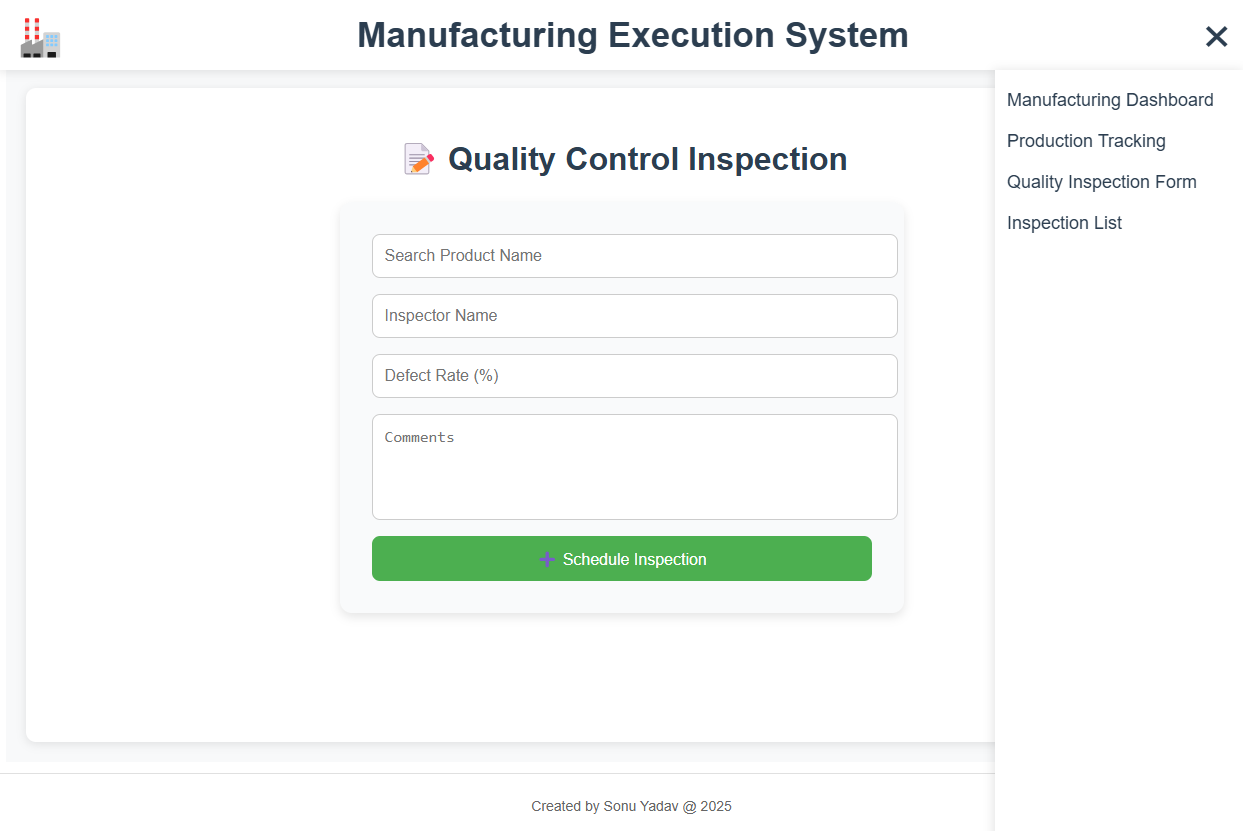 Manufacturing Execution System
Manufacturing Dashboard
Production Tracking
Quality Inspection Form
Inspection List
Quality Control Inspection
Search Product Name
Inspector Name
Defect Rate (%)
Comments
Schedule Inspection
Created by Sonu Yadav @ 2025